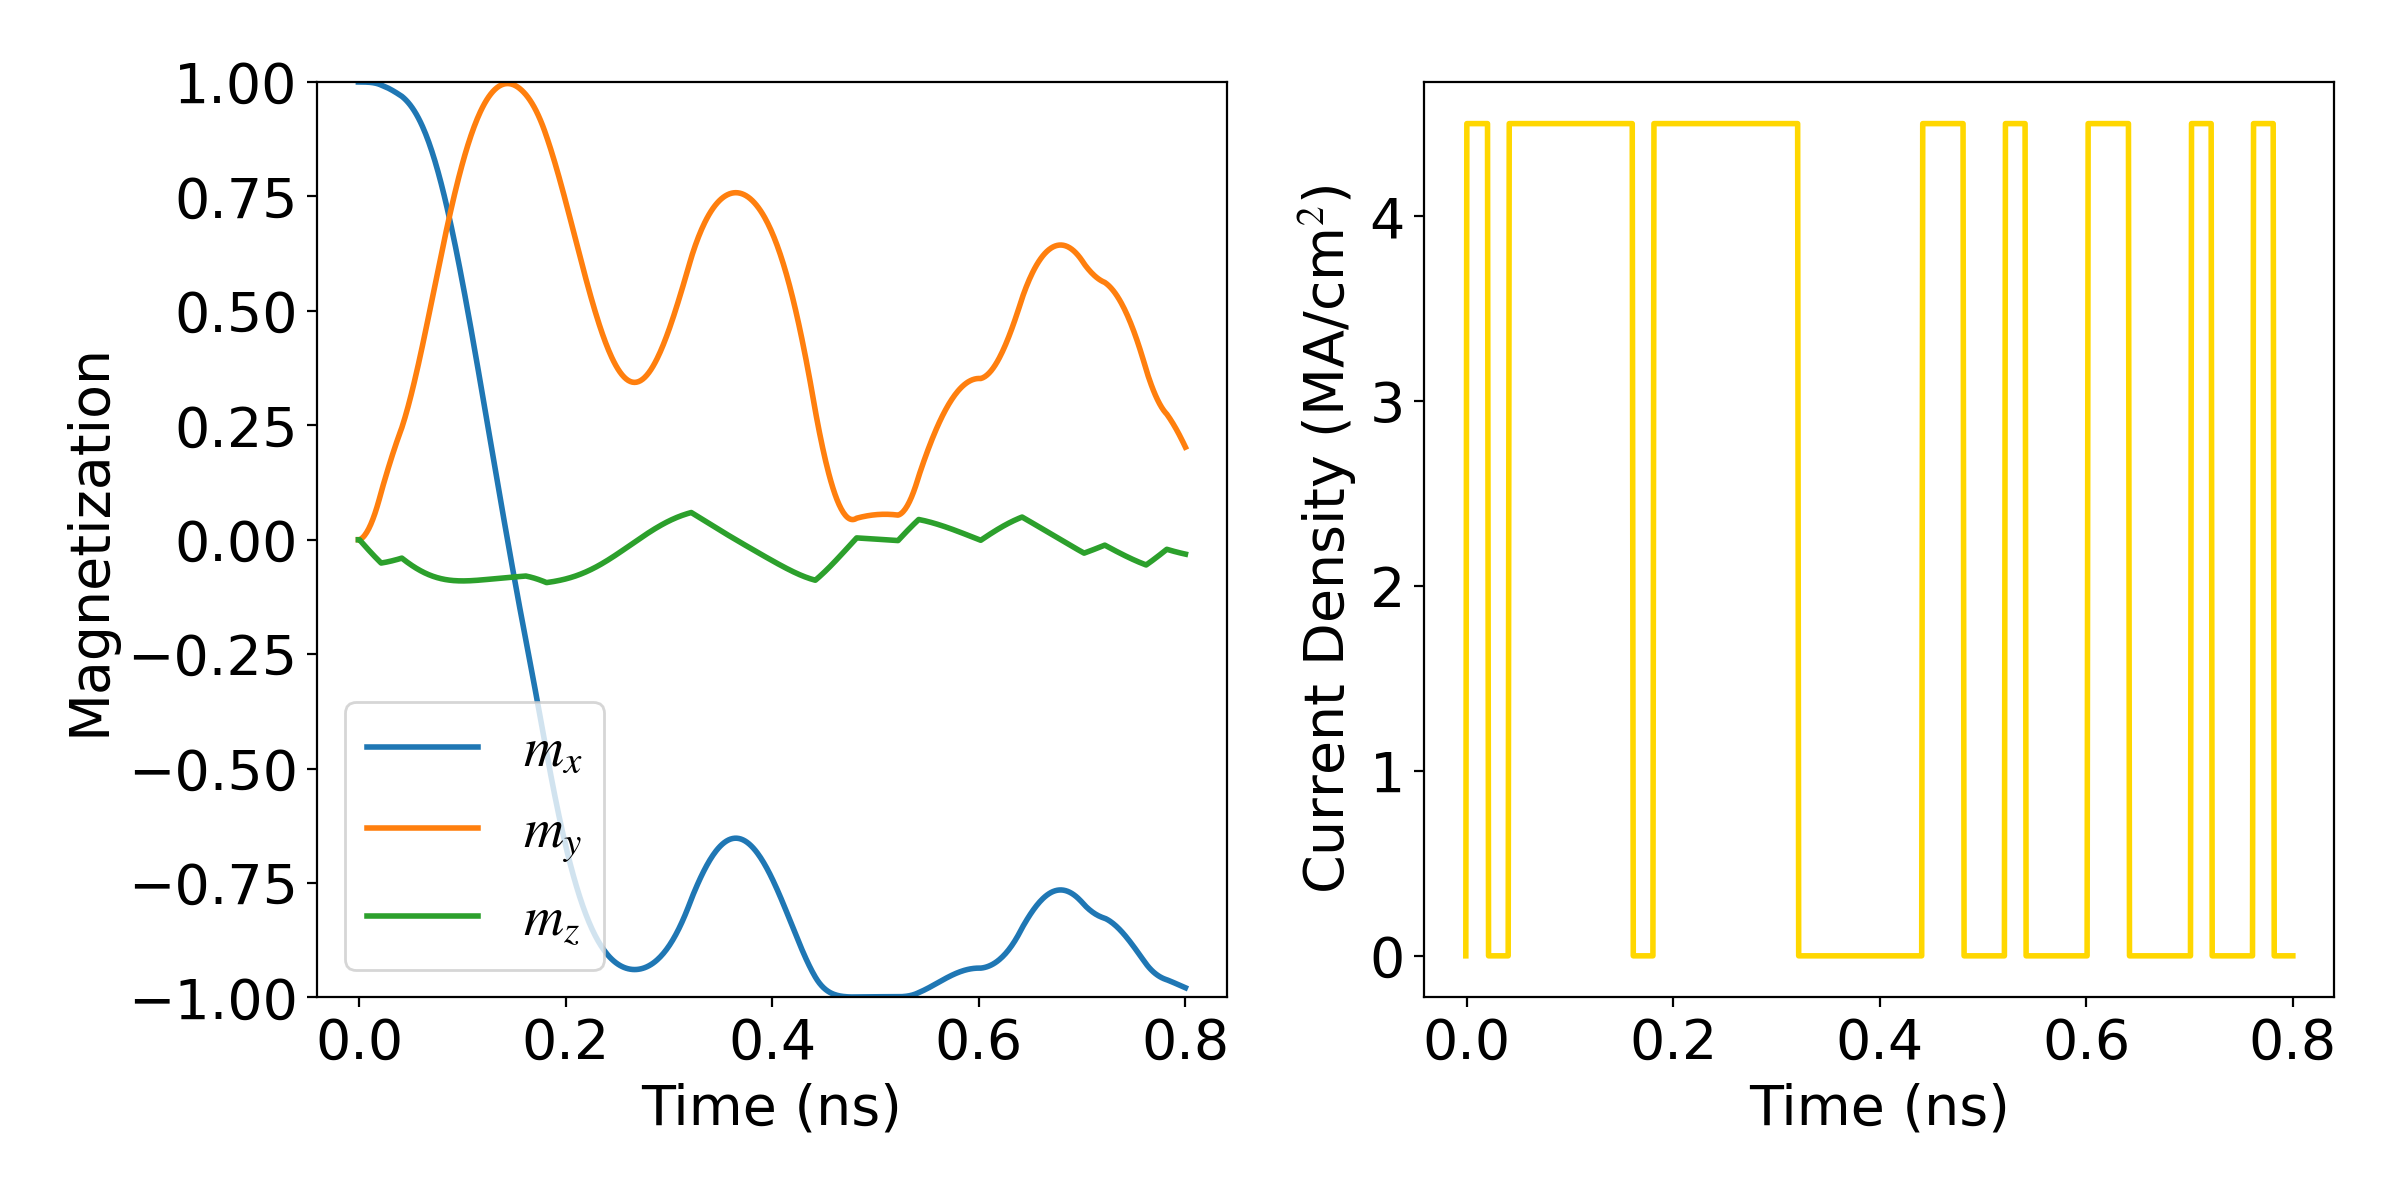 1.00
0.75
0.50
0.25
0.00
−0.25
−0.50
−0.75
−1.00
Magnetization
m_x
m_y
m_z
0.0 0.2 0.4 0.6 0.8
Time (ns)
4
3
2
1
0
Current Density (MA/cm²)
0.0 0.2 0.4 0.6 0.8
Time (ns)